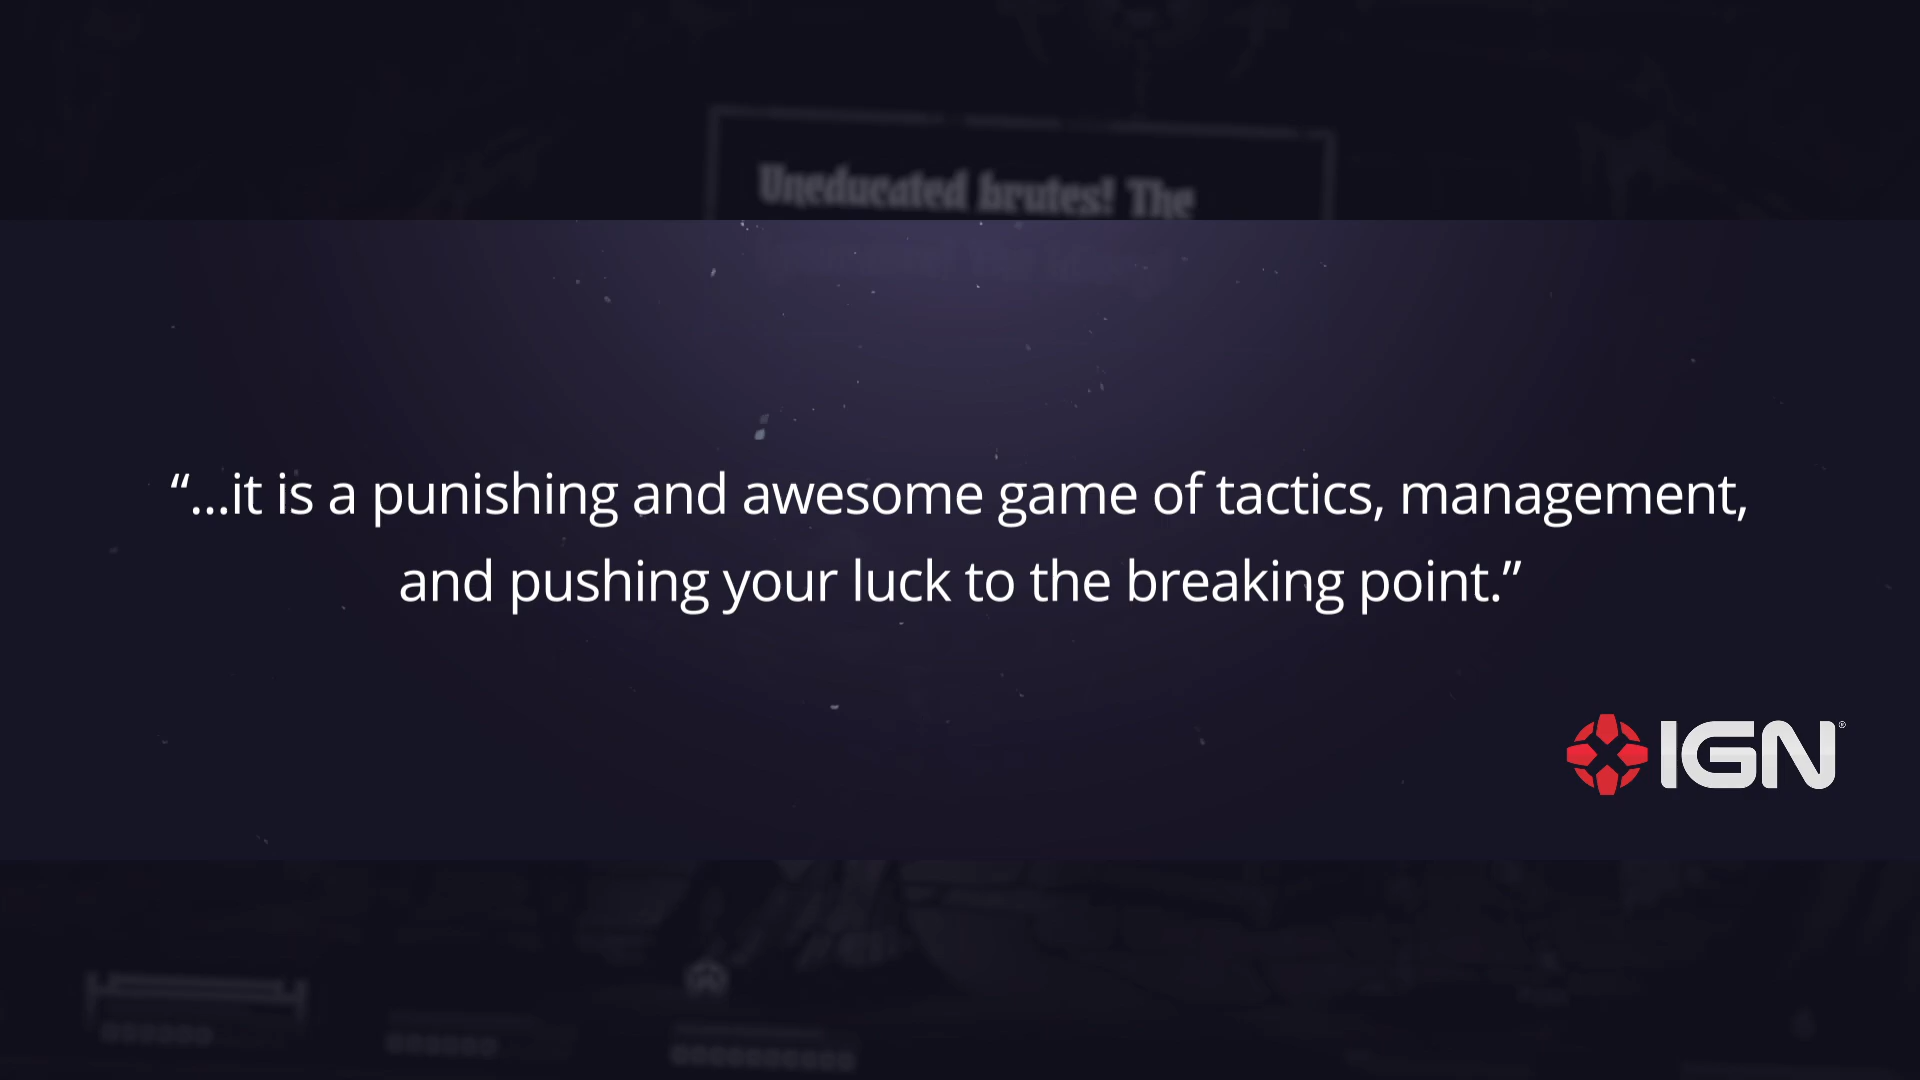 Uneducated brutes! The
“...it is a punishing and awesome game of tactics, management,
and pushing your luck to the breaking point.”
IGN®